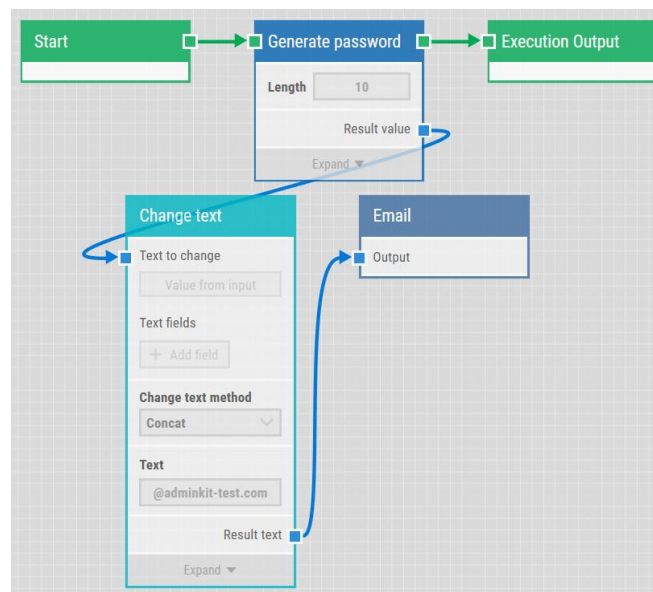 Start
Generate password
Execution Output
Length 10
Result value
Expand
Change text
Text to change
Value from input
Text fields
+ Add field
Change text method
Concat
Text
@adminkit-test.com
Result text
Expand
Email
Output